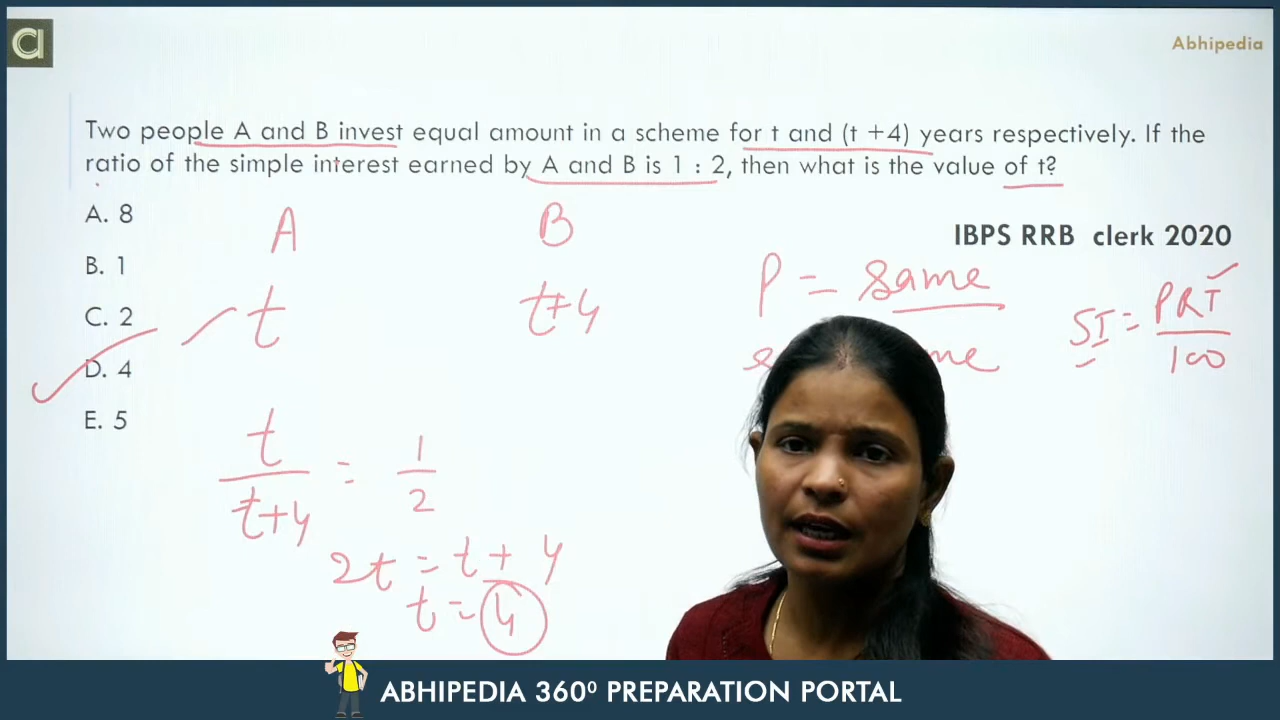 a
Abhipedia
Two people A and B invest equal amount in a scheme for t and (t +4) years respectively. If the
ratio of the simple interest earned by A and B is 1 : 2, then what is the value of t?
A. 8
B. 1
C. 2
D. 4
E. 5
IBPS RRB clerk 2020
A B
t t+4
P = same
SI = PRT
100
t = 1
t+4 2
2t = t + 4
t = 4
ABHIPEDIA 360⁰ PREPARATION PORTAL